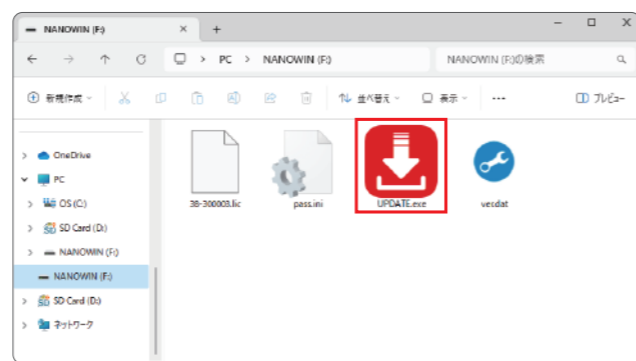 NANOWIN (F:)
PC > NANOWIN (F:)
NANOWIN (F:)の検索
新規作成
並べ替え
表示
プレビュー
OneDrive
PC
OS (C:)
SD Card (D:)
NANOWIN (F:)
NANOWIN (F:)
SD Card (D:)
ネットワーク
38-300003.lic
pass.ini
UPDATE.exe
ver.dat